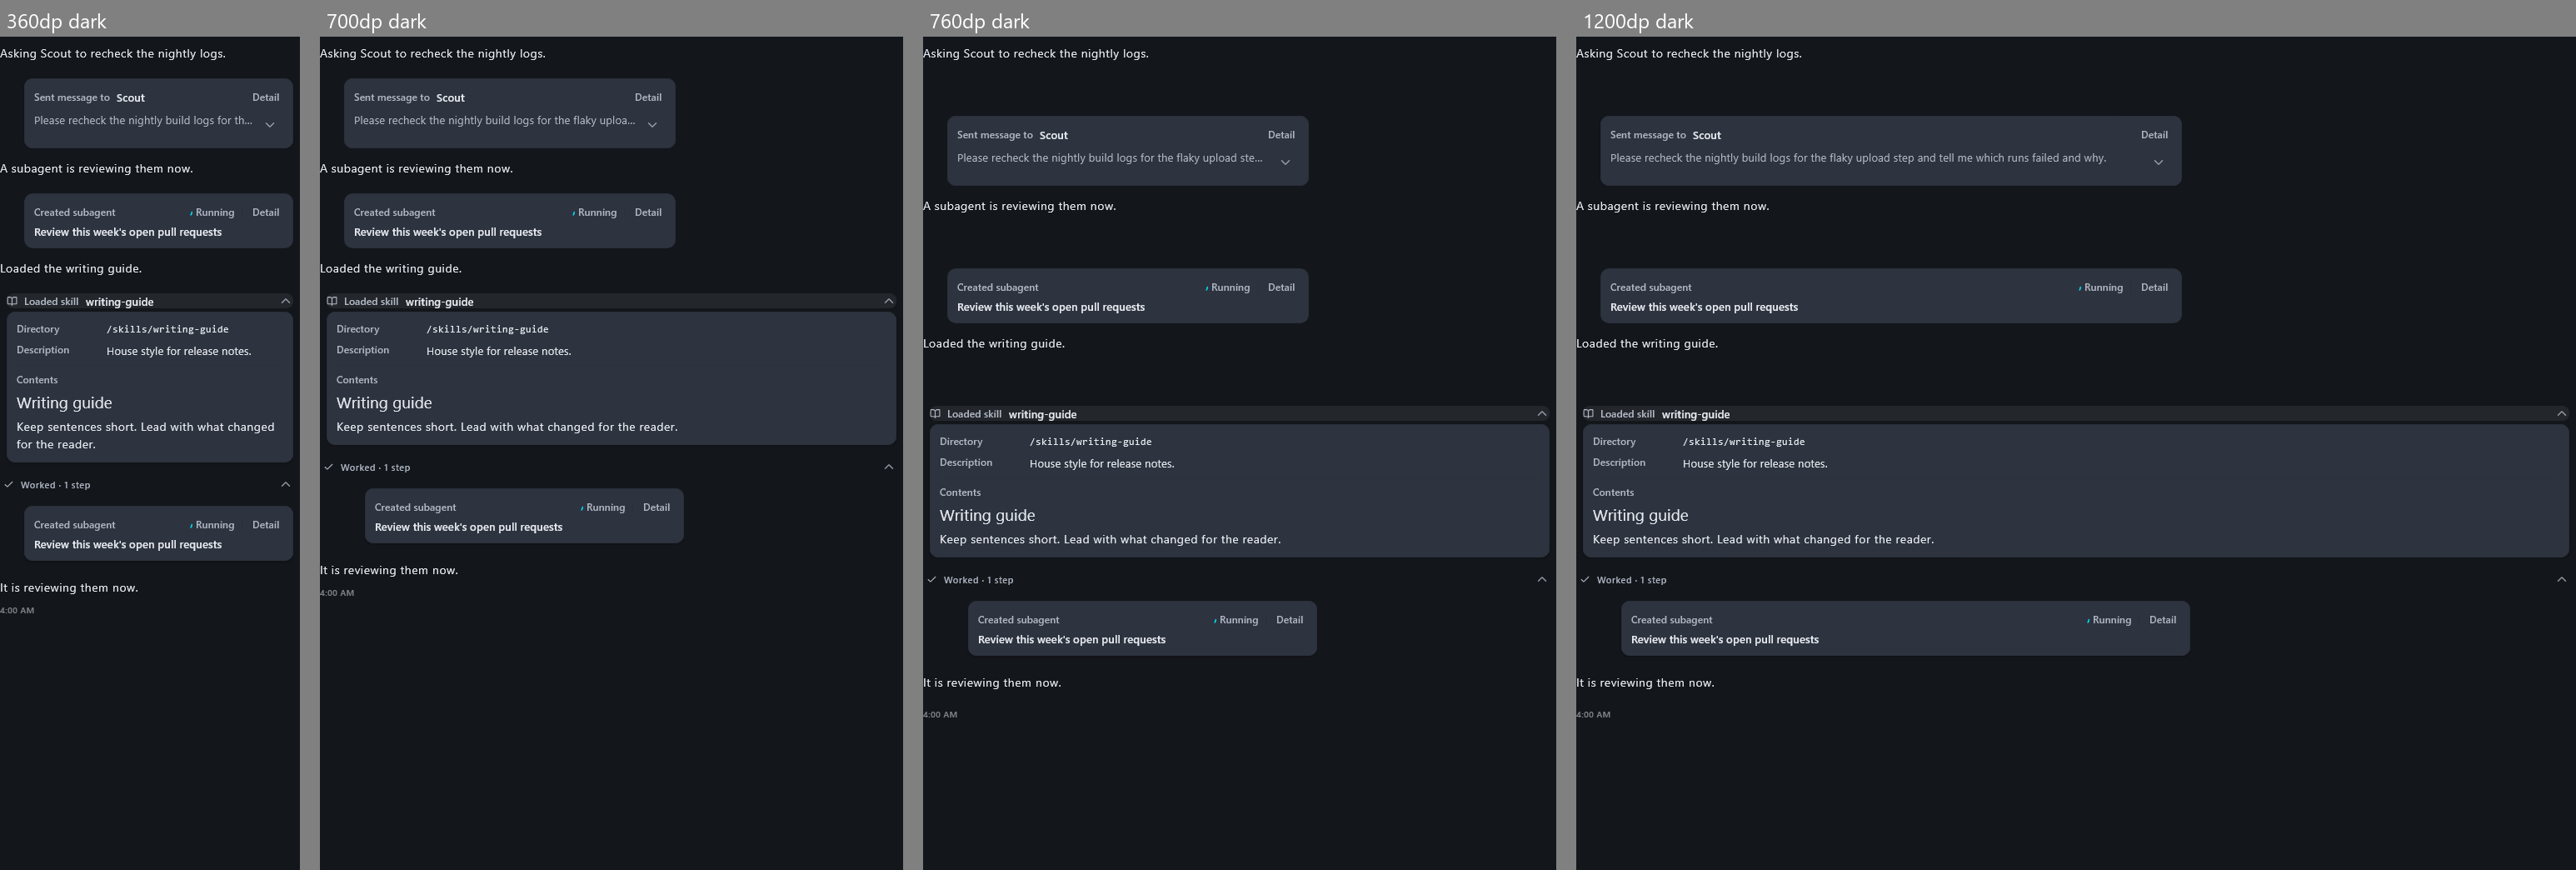 360dp dark
Asking Scout to recheck the nightly logs.
Sent message to Scout Detail
Please recheck the nightly build logs for th...
A subagent is reviewing them now.
Created subagent Running Detail
Review this week's open pull requests
Loaded the writing guide.
Loaded skill writing-guide
Directory /skills/writing-guide
Description House style for release notes.
Contents
Writing guide
Keep sentences short. Lead with what changed
for the reader.
Worked · 1 step
Created subagent Running Detail
Review this week's open pull requests
It is reviewing them now.
4:00 AM
700dp dark
Asking Scout to recheck the nightly logs.
Sent message to Scout Detail
Please recheck the nightly build logs for the flaky uploa...
A subagent is reviewing them now.
Created subagent Running Detail
Review this week's open pull requests
Loaded the writing guide.
Loaded skill writing-guide
Directory /skills/writing-guide
Description House style for release notes.
Contents
Writing guide
Keep sentences short. Lead with what changed for the reader.
Worked · 1 step
Created subagent Running Detail
Review this week's open pull requests
It is reviewing them now.
4:00 AM
760dp dark
Asking Scout to recheck the nightly logs.
Sent message to Scout Detail
Please recheck the nightly build logs for the flaky upload ste...
A subagent is reviewing them now.
Created subagent Running Detail
Review this week's open pull requests
Loaded the writing guide.
Loaded skill writing-guide
Directory /skills/writing-guide
Description House style for release notes.
Contents
Writing guide
Keep sentences short. Lead with what changed for the reader.
Worked · 1 step
Created subagent Running Detail
Review this week's open pull requests
It is reviewing them now.
4:00 AM
1200dp dark
Asking Scout to recheck the nightly logs.
Sent message to Scout Detail
Please recheck the nightly build logs for the flaky upload step and tell me which runs failed and why.
A subagent is reviewing them now.
Created subagent Running Detail
Review this week's open pull requests
Loaded the writing guide.
Loaded skill writing-guide
Directory /skills/writing-guide
Description House style for release notes.
Contents
Writing guide
Keep sentences short. Lead with what changed for the reader.
Worked · 1 step
Created subagent Running Detail
Review this week's open pull requests
It is reviewing them now.
4:00 AM